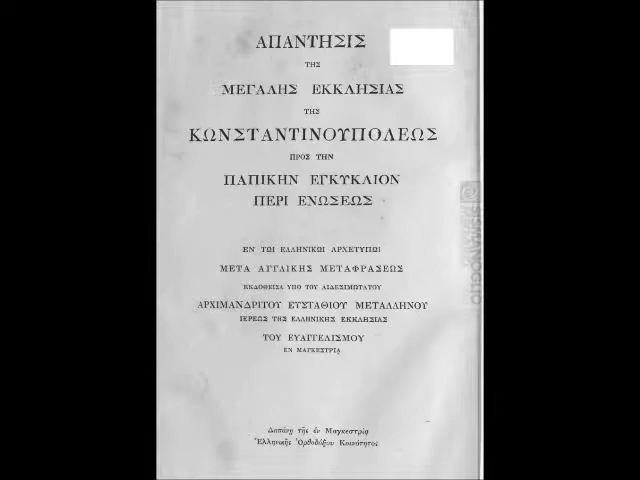 ΑΠΑΝΤΗΣΙΣ
ΤΗΣ
ΜΕΓΑΛΗΣ ΕΚΚΛΗΣΙΑΣ
ΤΗΣ
ΚΩΝΣΤΑΝΤΙΝΟΥΠΟΛΕΩΣ
ΠΡΟΣ ΤΗΝ
ΠΑΠΙΚΗΝ ΕΓΚΥΚΛΙΟΝ
ΠΕΡΙ ΕΝΩΣΕΩΣ
ΕΝ ΤΩΙ ΕΛΛΗΝΙΚΩΙ ΑΡΧΕΤΥΠΩΙ
ΜΕΤΑ ΑΓΓΛΙΚΗΣ ΜΕΤΑΦΡΑΣΕΩΣ
ΕΚΔΟΘΕΙΣΑ ΥΠΟ ΤΟΥ ΑΙΔΕΣΙΜΩΤΑΤΟΥ
ΑΡΧΙΜΑΝΔΡΙΤΟΥ ΕΥΣΤΑΘΙΟΥ ΜΕΤΑΛΛΗΝΟΥ
ΙΕΡΕΩΣ ΤΗΣ ΕΛΛΗΝΙΚΗΣ ΕΚΚΛΗΣΙΑΣ
ΤΟΥ ΕΥΑΓΓΕΛΙΣΜΟΥ
ΕΝ ΜΑΓΚΕΣΤΡΙᾼ
Δαπάνῃ τῆς ἐν Μαγκεστρίᾳ
Ἑλληνικῆς Ὀρθοδόξου Κοινότητος
SISMANOGLIO